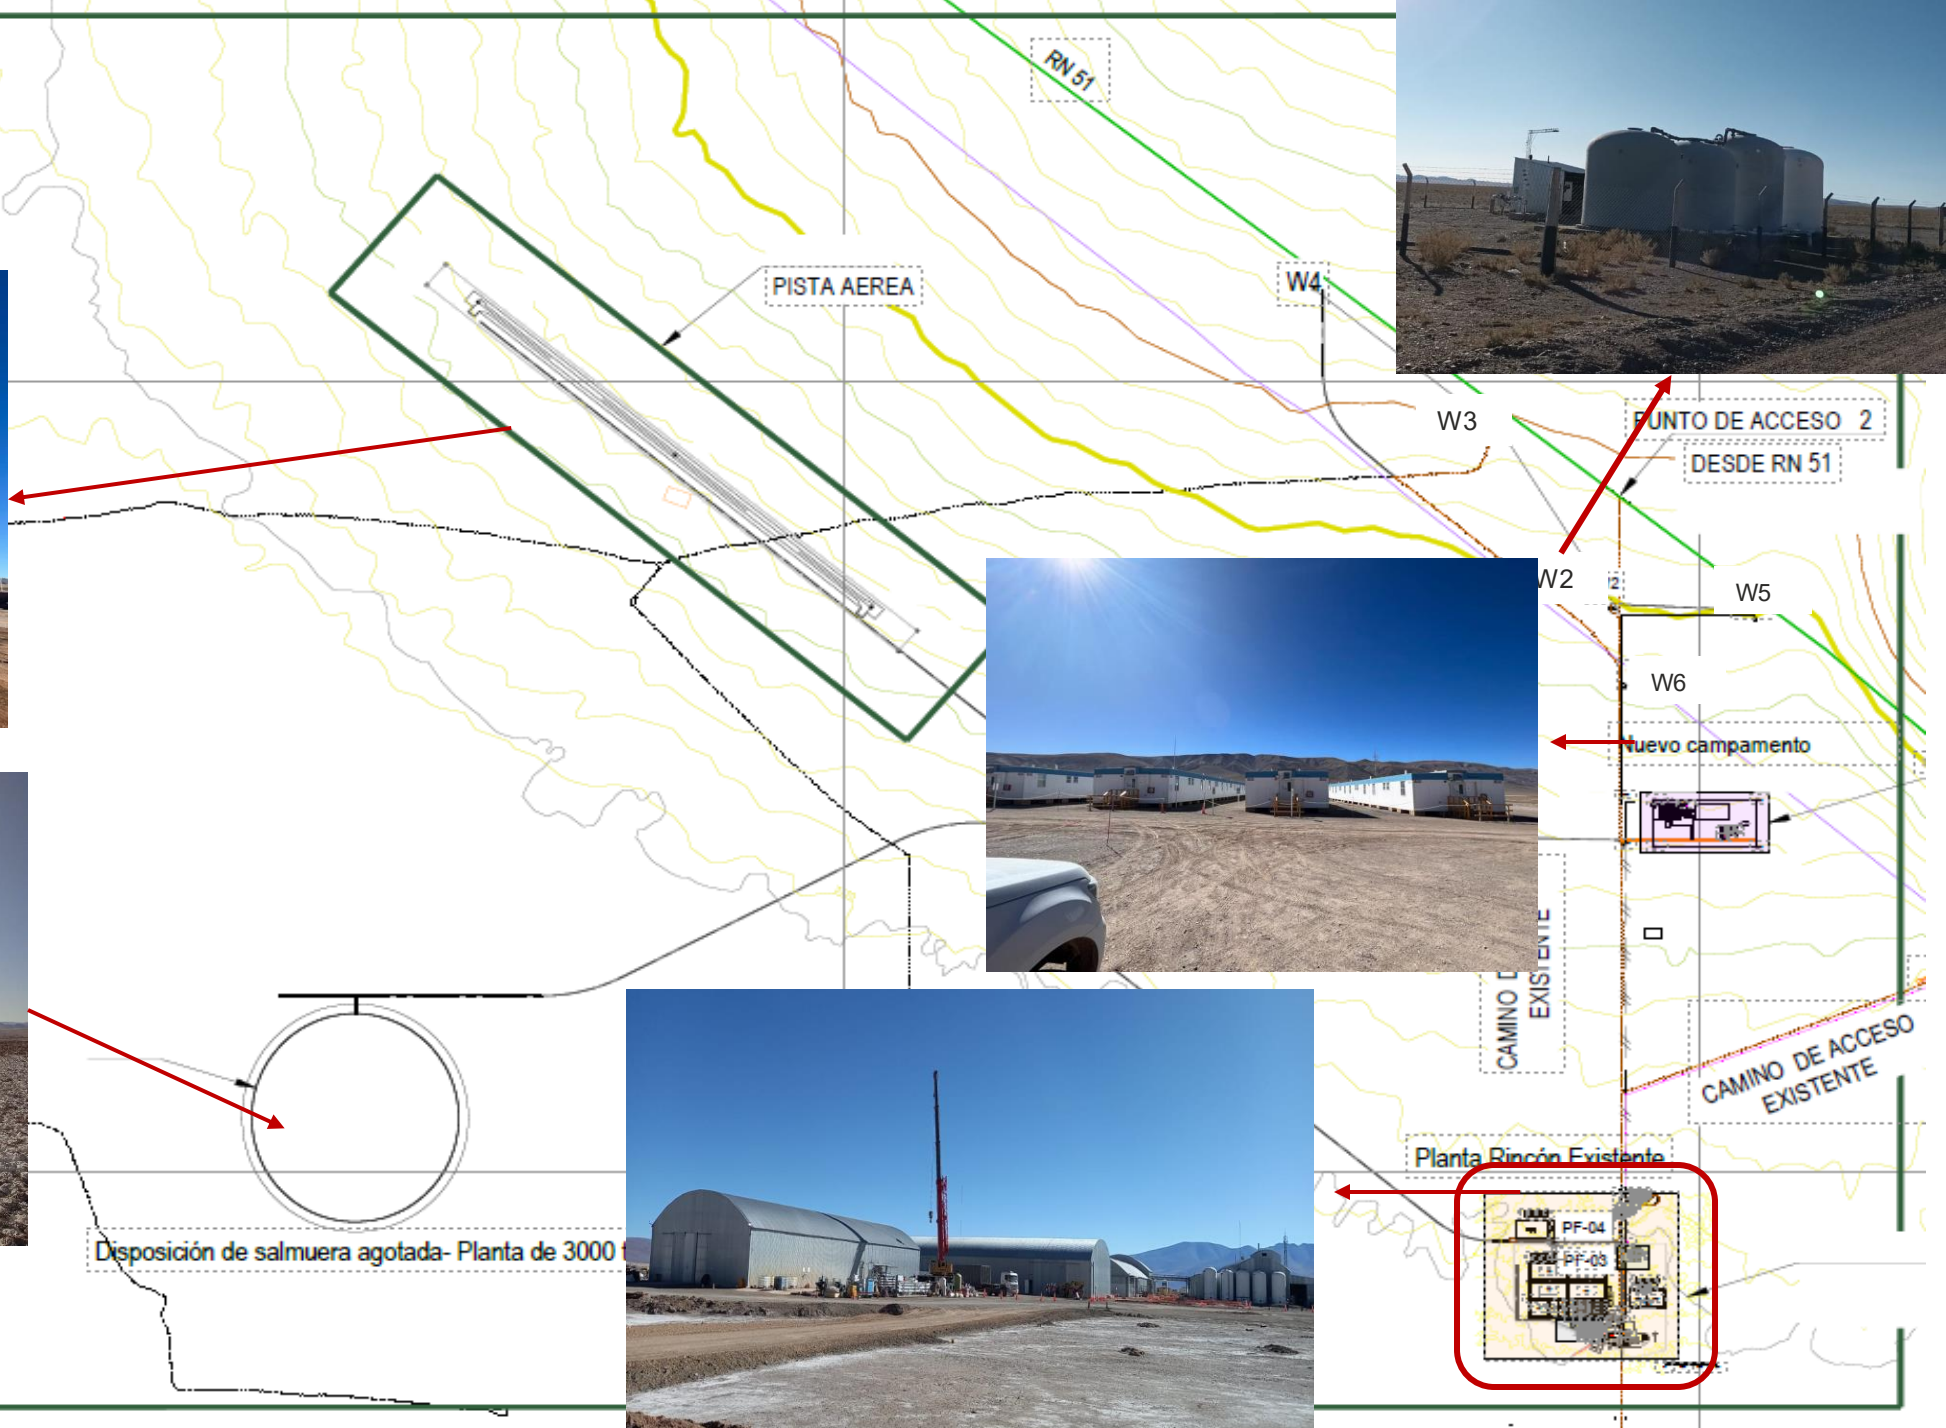 RN 51
PISTA AEREA
W4
W3
PUNTO DE ACCESO 2
DESDE RN 51
W2
W5
W6
Nuevo campamento
EXISTENTE
CAMINO DE ACCESO
EXISTENTE
CAMINO
Planta Rincón Existente
PF-04
PF-03
Disposición de salmuera agotada- Planta de 3000